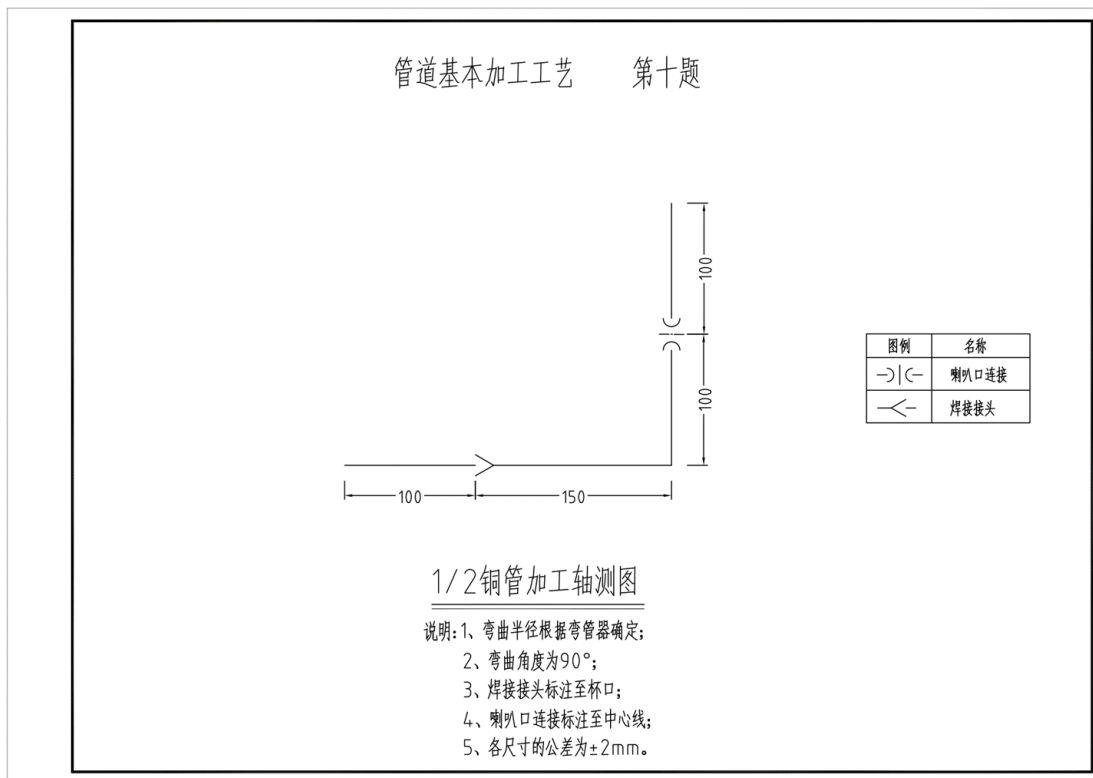 管道基本加工工艺 第十题
100
100
图例 名称
喇叭口连接
焊接接头
100 150
1/2铜管加工轴测图
说明:1、弯曲半径根据弯管器确定;
2、弯曲角度为90°;
3、焊接接头标注至杯口;
4、喇叭口连接标注至中心线;
5、各尺寸的公差为±2mm。